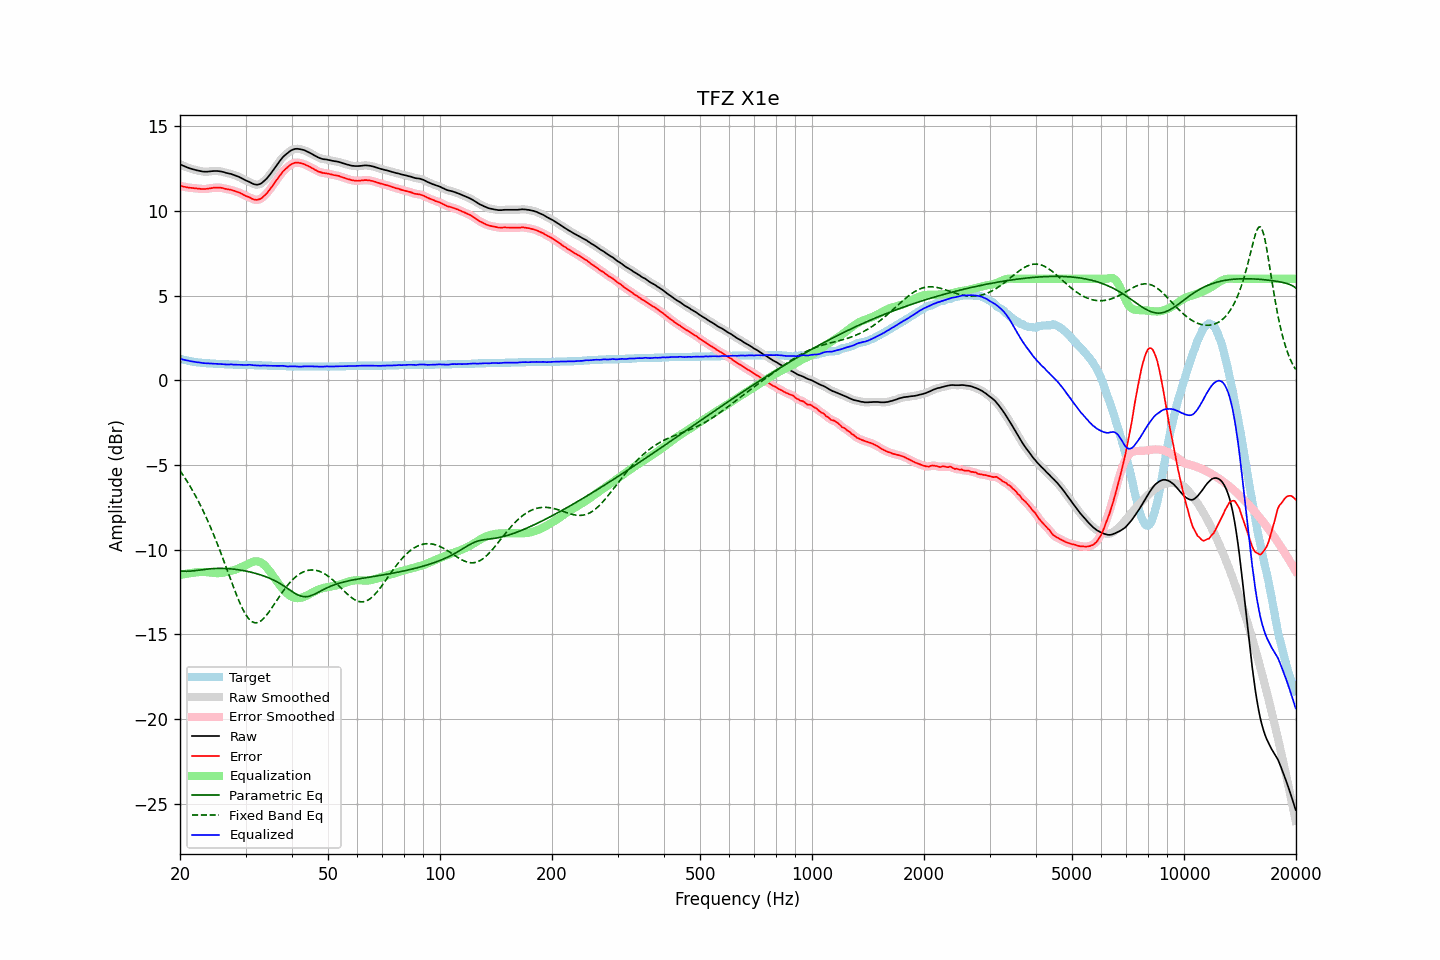 TFZ X1e
Amplitude (dBr)
15
10
5
0
−5
−10
−15
−20
−25
Target
Raw Smoothed
Error Smoothed
Raw
Error
Equalization
Parametric Eq
Fixed Band Eq
Equalized
20 50 100 200 500 1000 2000 5000 10000 20000
Frequency (Hz)